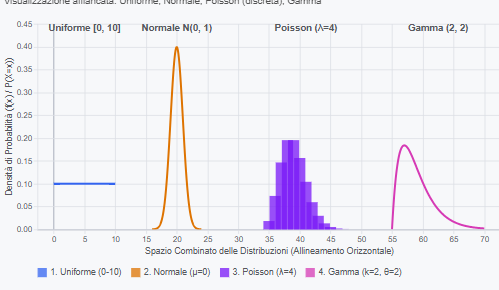 Visualizzazione affiancata: Uniforme, Normale, Poisson (discreta), Gamma
Uniforme [0, 10] Normale N(0, 1) Poisson (λ=4) Gamma (2, 2)
Densità di Probabilità (f(x) / P(X=x))
0.45
0.40
0.35
0.30
0.25
0.20
0.15
0.10
0.05
0.00
0 5 10 15 20 25 30 35 40 45 50 55 60 65 70
Spazio Combinato delle Distribuzioni (Allineamento Orizzontale)
1. Uniforme (0-10) 2. Normale (μ=0) 3. Poisson (λ=4) 4. Gamma (k=2, θ=2)